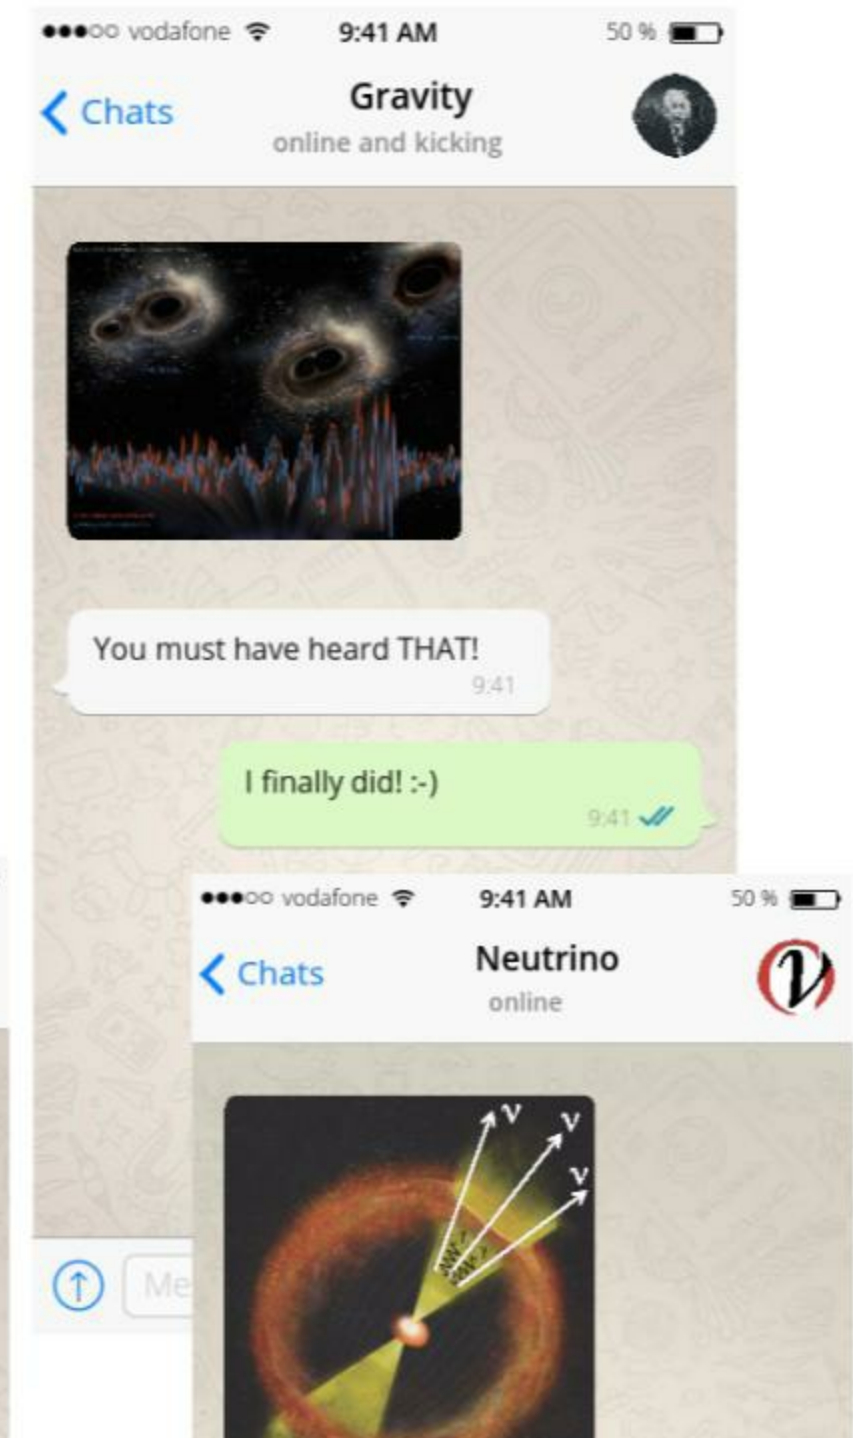 vodafone 9:41 AM 50 %
Chats
Gravity
online and kicking
You must have heard THAT!
9:41
I finally did! :-)
9:41
Me
vodafone 9:41 AM 50 %
Chats
Neutrino
online
ν
ν
ν
ν